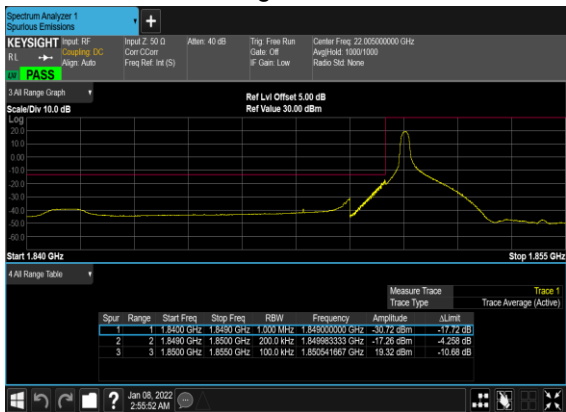 Spectrum Analyzer 1
Spurious Emissions
KEYSIGHT Input: RF Input Z: 50 Ω Atten: 40 dB Trig: Free Run Center Freq: 22.005000000 GHz
RL Coupling: DC Corr CCorr Gate: Off Avg|Hold: 1000/1000
Align: Auto Freq Ref: Int (S) IF Gain: Low Radio Std: None
PASS
3 All Range Graph
Ref Lvl Offset 5.00 dB
Scale/Div 10.0 dB Ref Value 30.00 dBm
Log
20.0
10.0
0.00
-10.0
-20.0
-30.0
-40.0
-50.0
-60.0
Start 1.840 GHz Stop 1.855 GHz
4 All Range Table
Measure Trace Trace 1
Trace Type Trace Average (Active)
Spur Range Start Freq Stop Freq RBW Frequency Amplitude ΔLimit
1 1 1.8400 GHz 1.8490 GHz 1.000 MHz 1.849000000 GHz -30.72 dBm -17.72 dB
2 2 1.8490 GHz 1.8500 GHz 200.0 kHz 1.849983333 GHz -17.26 dBm -4.258 dB
3 3 1.8500 GHz 1.8550 GHz 100.0 kHz 1.850541667 GHz 19.32 dBm -10.68 dB
Jan 08, 2022
2:55:52 AM